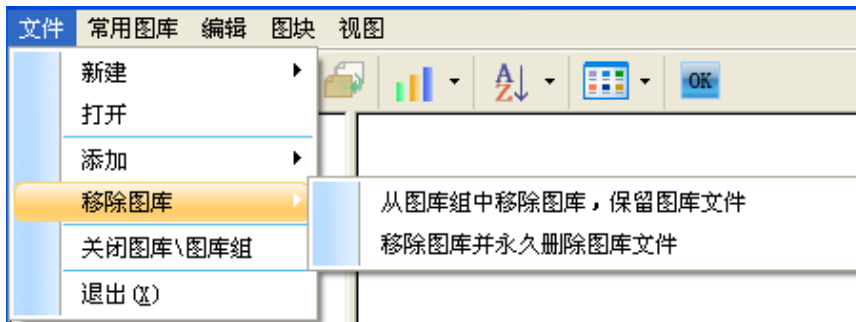 文件 常用图库 编辑 图块 视图
新建
打开
添加
移除图库
关闭图库\图库组
退出(X)
A
Z
OK
从图库组中移除图库，保留图库文件
移除图库并永久删除图库文件